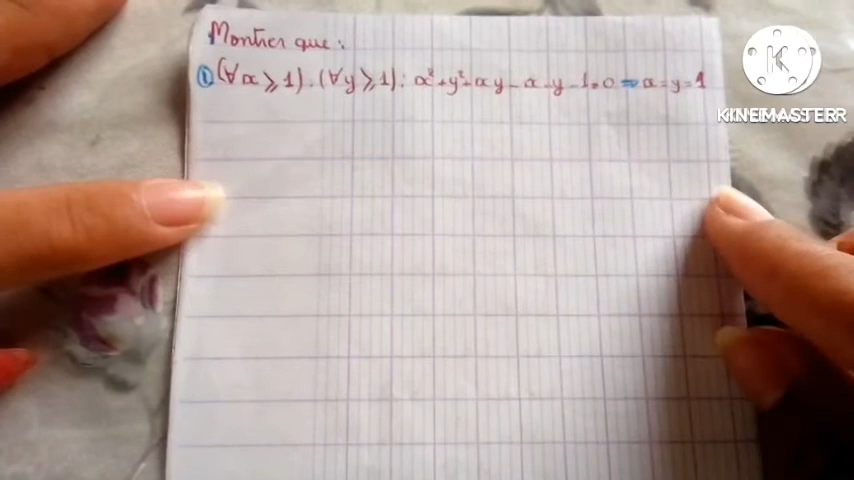 Montrer que :
① (∀x ≥ 1). (∀y ≥ 1): x² + y² + xy - x - y - 1 = 0 ⇒ x = y = 1
KINEMASTER